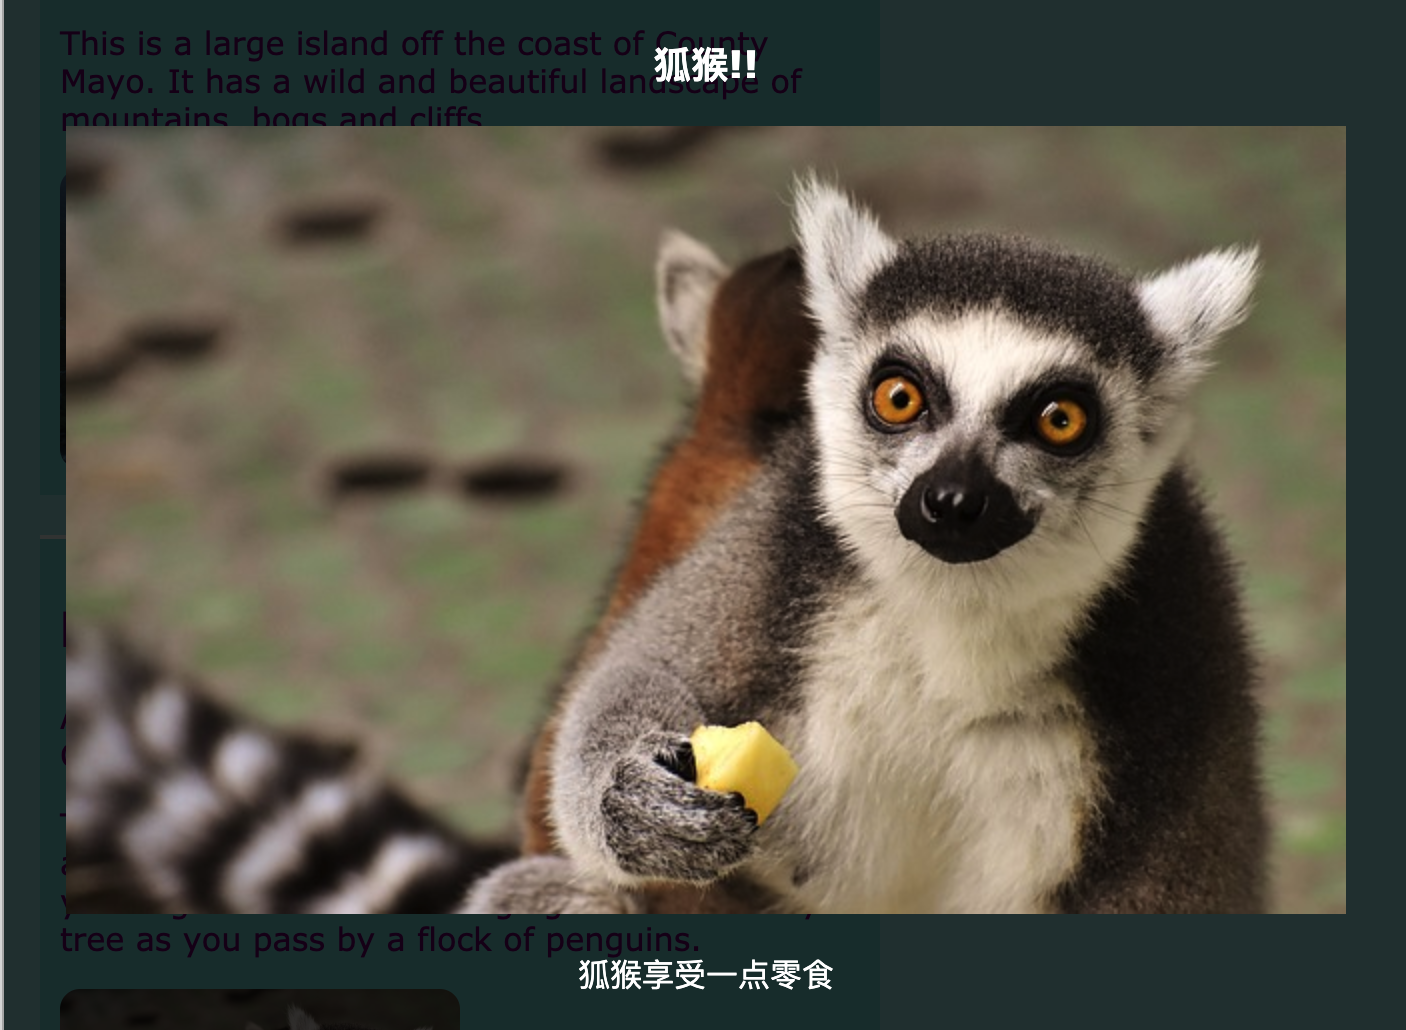 This is a large island off the coast of County
狐猴!!
Mayo. It has a wild and beautiful landscape of
mountains, bogs and cliffs
tree as you pass by a flock of penguins.
狐猴享受一点零食